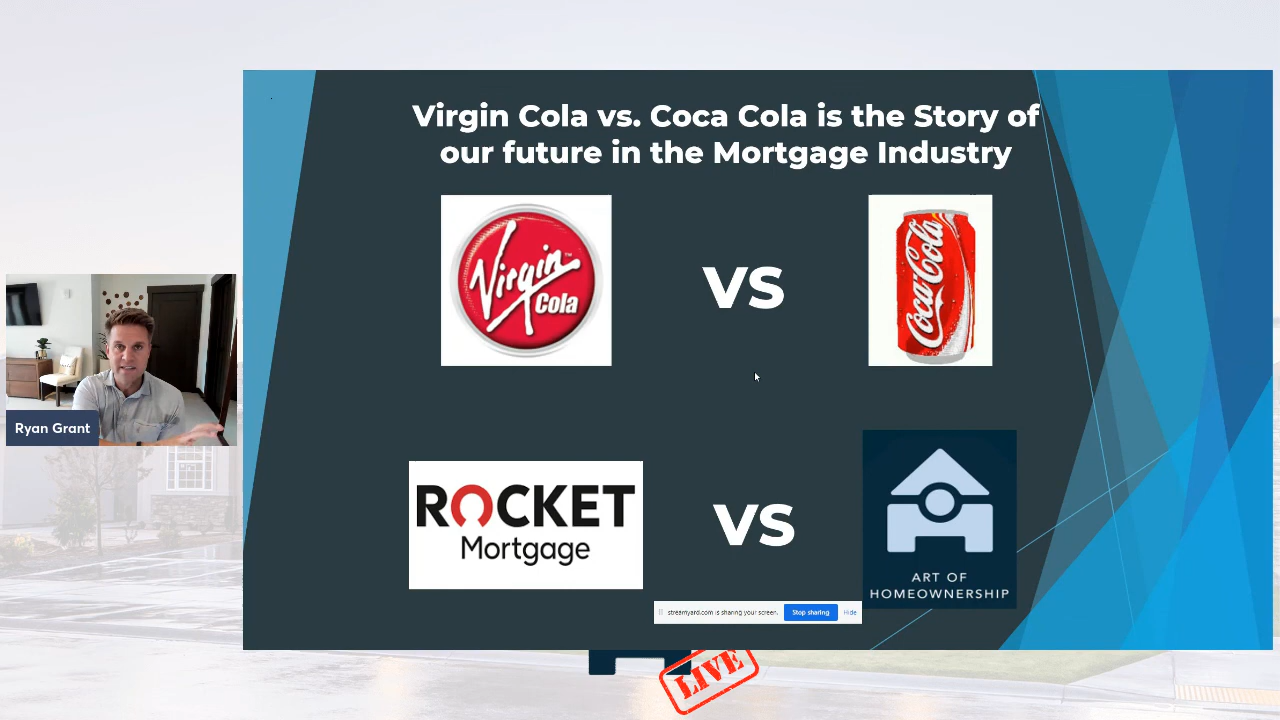 Virgin Cola vs. Coca Cola is the Story of
our future in the Mortgage Industry
Virgin
Cola
™
VS
Coca-Cola
Ryan Grant
ROCKET
Mortgage
VS
ART OF
HOMEOWNERSHIP
streamyard.com is sharing your screen.
Stop sharing
Hide
LIVE